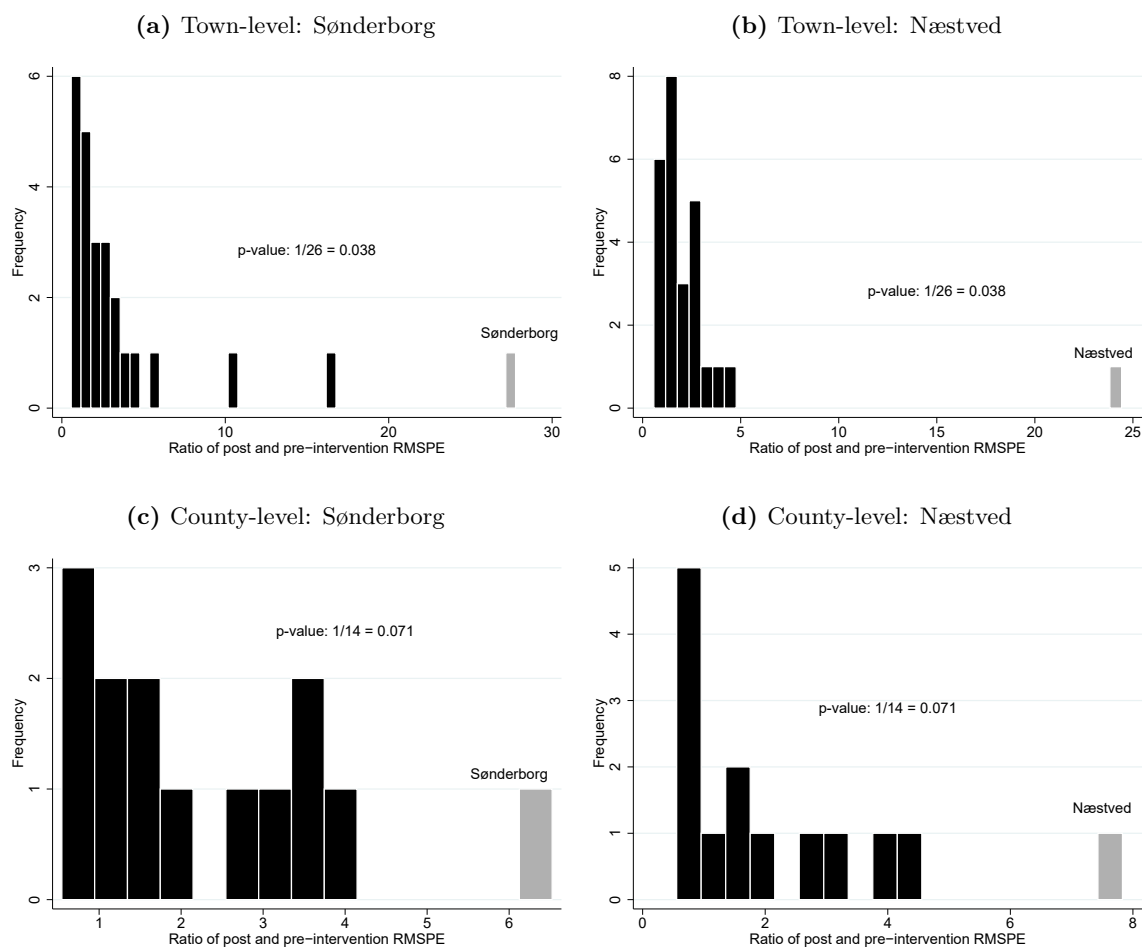 (a) Town-level: Sønderborg
6
4
2
0
Frequency
p-value: 1/26 = 0.038
Sønderborg
0 10 20 30
Ratio of post and pre−intervention RMSPE
(b) Town-level: Næstved
8
6
4
2
0
Frequency
p-value: 1/26 = 0.038
Næstved
0 5 10 15 20 25
Ratio of post and pre−intervention RMSPE
(c) County-level: Sønderborg
3
2
1
0
Frequency
p-value: 1/14 = 0.071
Sønderborg
1 2 3 4 5 6
Ratio of post and pre−intervention RMSPE
(d) County-level: Næstved
5
4
3
2
1
0
Frequency
p-value: 1/14 = 0.071
Næstved
0 2 4 6 8
Ratio of post and pre−intervention RMSPE